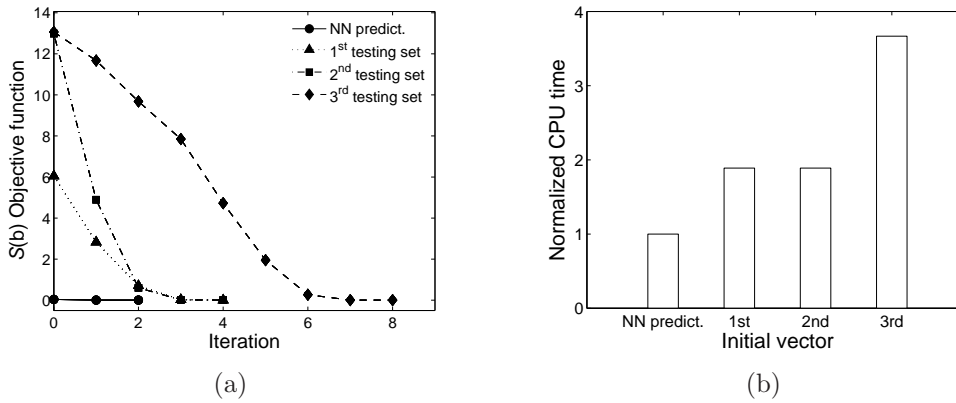 14
12
10
8
6
4
2
0
0 2 4 6 8
S(b) Objective function
Iteration
NN predict.
1st testing set
2nd testing set
3rd testing set
(a)
4
3
2
1
0
Normalized CPU time
NN predict. 1st 2nd 3rd
Initial vector
(b)